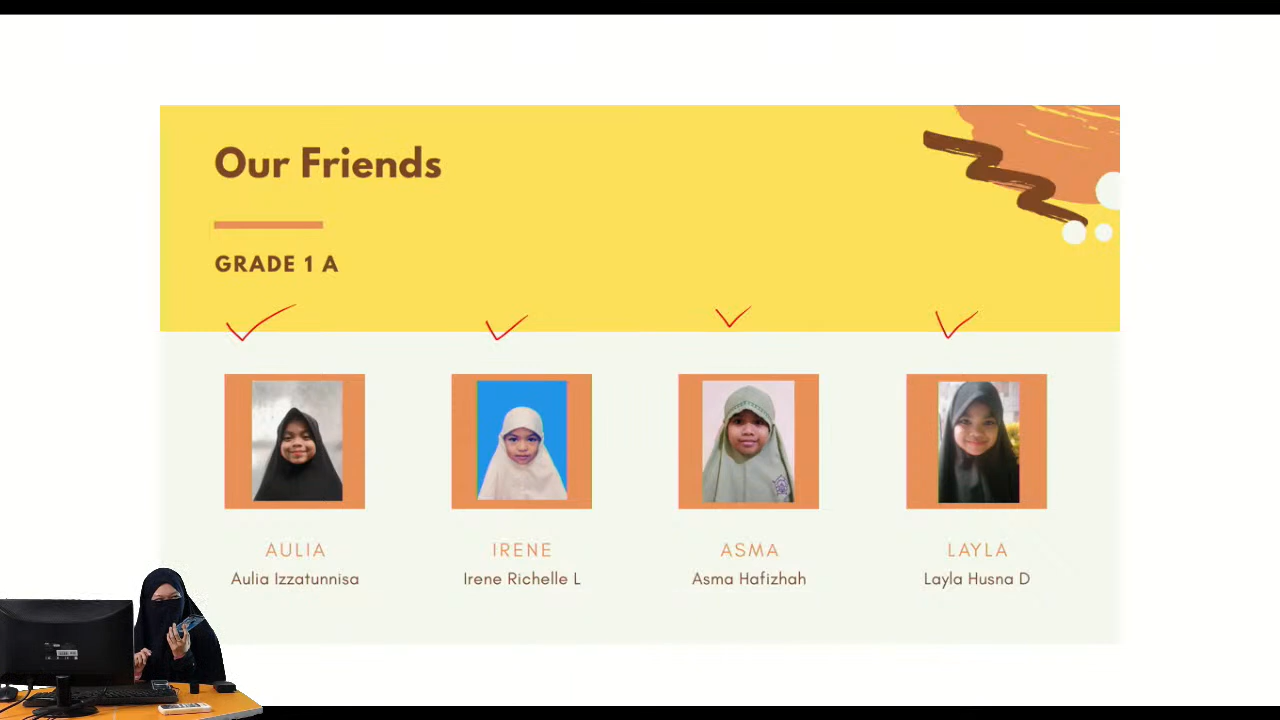 Our Friends
GRADE 1 A
AULIA
Aulia Izzatunnisa
IRENE
Irene Richelle L
ASMA
Asma Hafizhah
LAYLA
Layla Husna D